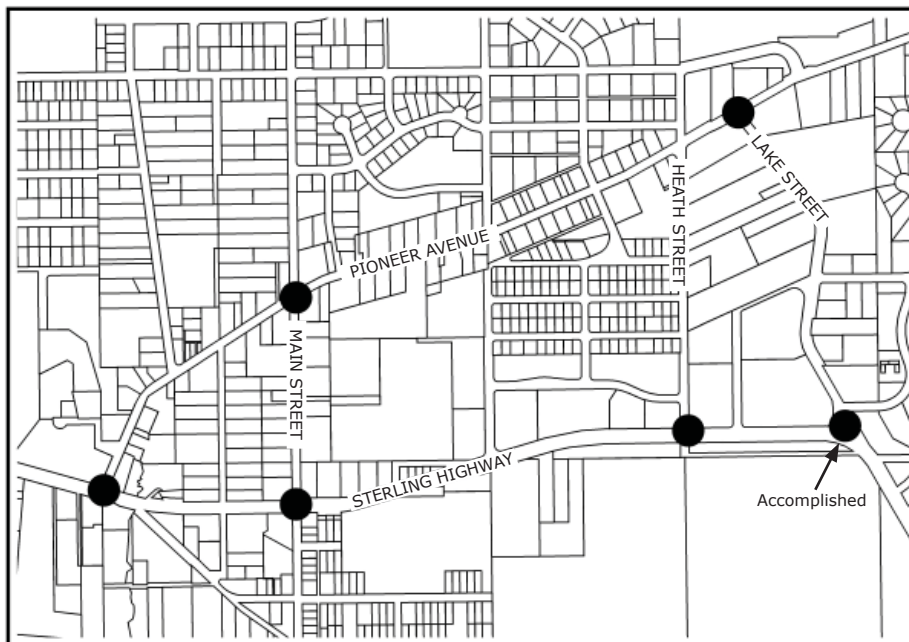 LAKE STREET
HEATH STREET
PIONEER AVENUE
MAIN STREET
STERLING HIGHWAY
Accomplished